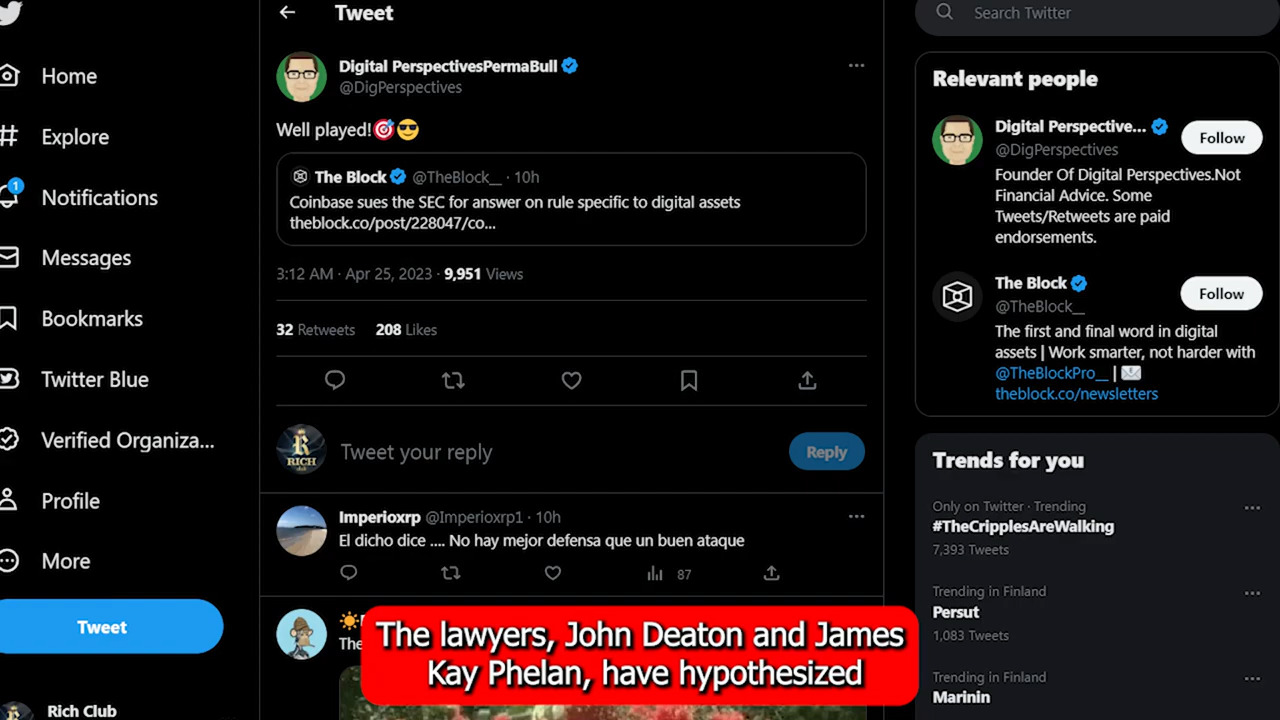 Home
Explore
1
Notifications
Messages
Bookmarks
Twitter Blue
Verified Organiza...
Profile
More
Tweet
Rich Club
Tweet
Digital PerspectivesPermaBull
@DigPerspectives
Well played!🎯😎
The Block @TheBlock__ · 10h
Coinbase sues the SEC for answer on rule specific to digital assets
theblock.co/post/228047/co...
3:12 AM · Apr 25, 2023 · 9,951 Views
32 Retweets 208 Likes
RICH
Tweet your reply
Reply
Imperioxrp @Imperioxrp1 · 10h
El dicho dice .... No hay mejor defensa que un buen ataque
87
The lawyers, John Deaton and James
Kay Phelan, have hypothesized
Search Twitter
Relevant people
Digital Perspective...
@DigPerspectives
Follow
Founder Of Digital Perspectives.Not
Financial Advice. Some
Tweets/Retweets are paid
endorsements.
The Block
@TheBlock__
Follow
The first and final word in digital
assets | Work smarter, not harder with
@TheBlockPro__ | ✉️
theblock.co/newsletters
Trends for you
Only on Twitter · Trending
#TheCripplesAreWalking
7,393 Tweets
Trending in Finland
Persut
1,083 Tweets
Trending in Finland
Marinin